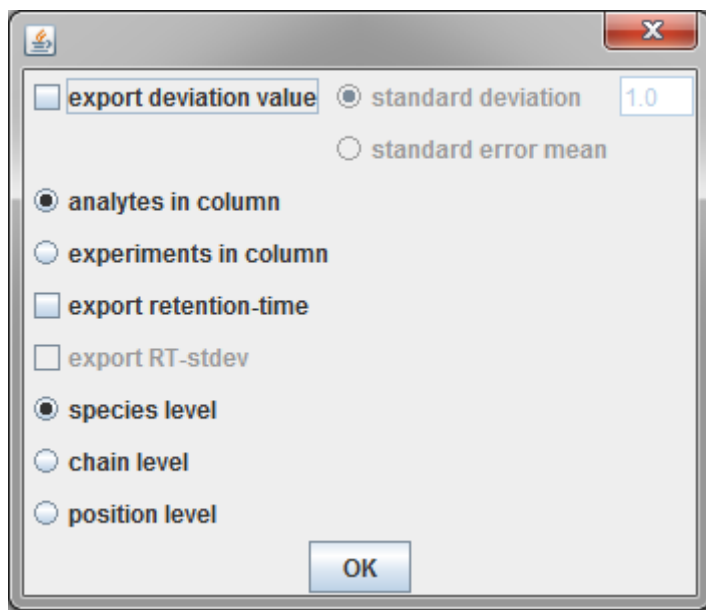 export deviation value standard deviation 1.0
standard error mean
analytes in column
experiments in column
export retention-time
export RT-stdev
species level
chain level
position level
OK